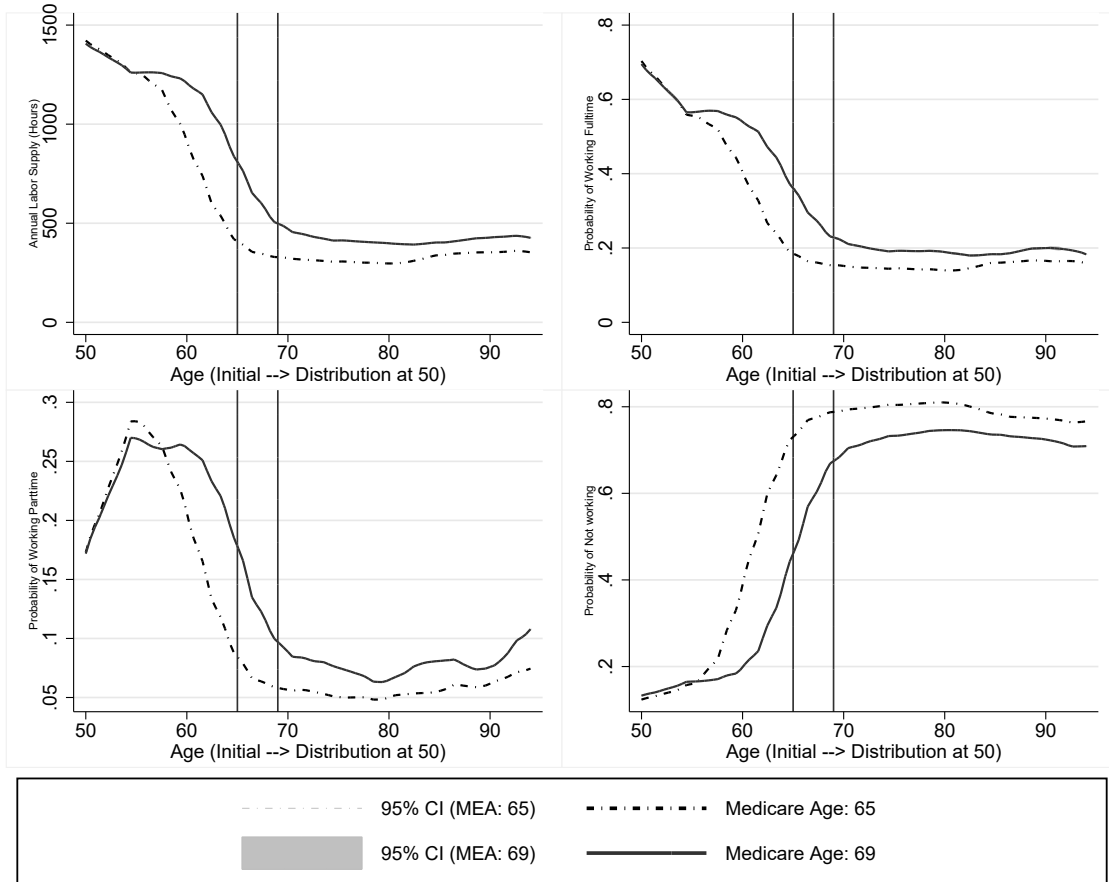 Annual Labor Supply (Hours)
1500
1000
500
0
50 60 70 80 90
Age (Initial --> Distribution at 50)
Probability of Working Fulltime
.8
.6
.4
.2
0
50 60 70 80 90
Age (Initial --> Distribution at 50)
Probability of Working Parttime
.3
.25
.2
.15
.1
.05
50 60 70 80 90
Age (Initial --> Distribution at 50)
Probability of Not working
.8
.6
.4
.2
50 60 70 80 90
Age (Initial --> Distribution at 50)
95% CI (MEA: 65) Medicare Age: 65
95% CI (MEA: 69) Medicare Age: 69